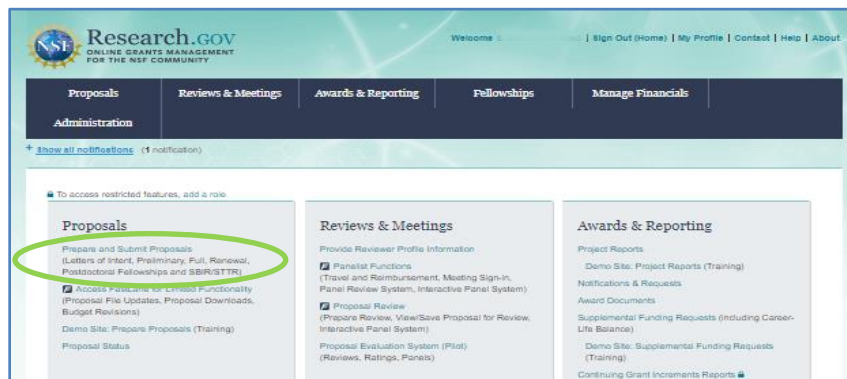 NSF
Research.gov
ONLINE GRANTS MANAGEMENT
FOR THE NSF COMMUNITY
Welcome
| Sign Out (Home) | My Profile | Contact | Help | About
Proposals
Reviews & Meetings
Awards & Reporting
Fellowships
Manage Financials
Administration
+ Show all notifications (1 notification)
To access restricted features, add a role
Proposals
Prepare and Submit Proposals
(Letters of Intent, Preliminary, Full, Renewal,
Postdoctoral Fellowships and SBIR/STTR)
Access FastLane for Limited Functionality
(Proposal File Updates, Proposal Downloads,
Budget Revisions)
Demo Site: Prepare Proposals (Training)
Proposal Status
Reviews & Meetings
Provide Reviewer Profile Information
Panelist Functions
(Travel and Reimbursement, Meeting Sign-in,
Panel Review System, Interactive Panel System)
Proposal Review
(Prepare Review, View/Save Proposal for Review,
Interactive Panel System)
Proposal Evaluation System (Pilot)
(Reviews, Ratings, Panels)
Awards & Reporting
Project Reports
Demo Site: Project Reports (Training)
Notifications & Requests
Award Documents
Supplemental Funding Requests (including Career-
Life Balance)
Demo Site: Supplemental Funding Requests
(Training)
Continuing Grant Increments Reports